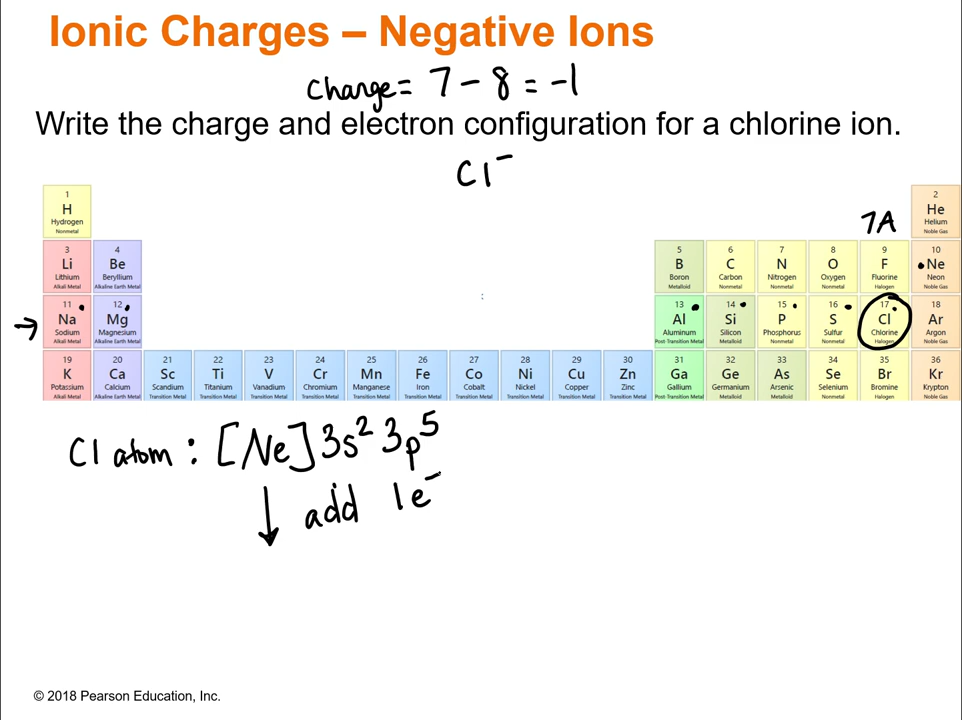 Ionic Charges – Negative Ions
Charge = 7 - 8 = -1
Write the charge and electron configuration for a chlorine ion.
Cl⁻
7A
1 2
H He
Hydrogen Helium
Nonmetal Noble Gas
3 4 5 6 7 8 9 10
Li Be B C N O F Ne
Lithium Beryllium Boron Carbon Nitrogen Oxygen Fluorine Neon
Alkali Metal Alkaline Earth Metal Metalloid Nonmetal Nonmetal Nonmetal Halogen Noble Gas
11 12 13 14 15 16 17 18
Na Mg Al Si P S Cl Ar
Sodium Magnesium Aluminum Silicon Phosphorus Sulfur Chlorine Argon
Alkali Metal Alkaline Earth Metal Post-Transition Metal Metalloid Nonmetal Nonmetal Halogen Noble Gas
19 20 21 22 23 24 25 26 27 28 29 30 31 32 33 34 35 36
K Ca Sc Ti V Cr Mn Fe Co Ni Cu Zn Ga Ge As Se Br Kr
Potassium Calcium Scandium Titanium Vanadium Chromium Manganese Iron Cobalt Nickel Copper Zinc Gallium Germanium Arsenic Selenium Bromine Krypton
Alkali Metal Alkaline Earth Metal Transition Metal Transition Metal Transition Metal Transition Metal Transition Metal Transition Metal Transition Metal Transition Metal Transition Metal Transition Metal Post-Transition Metal Metalloid Metalloid Nonmetal Halogen Noble Gas
Cl atom : [Ne] 3s² 3p⁵
↓ add 1e⁻
© 2018 Pearson Education, Inc.